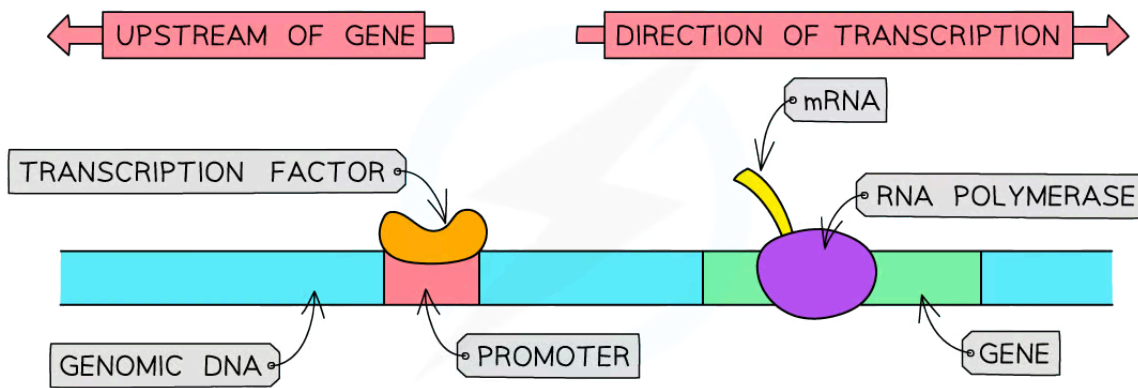 UPSTREAM OF GENE
DIRECTION OF TRANSCRIPTION
mRNA
TRANSCRIPTION FACTOR
RNA POLYMERASE
GENOMIC DNA
PROMOTER
GENE